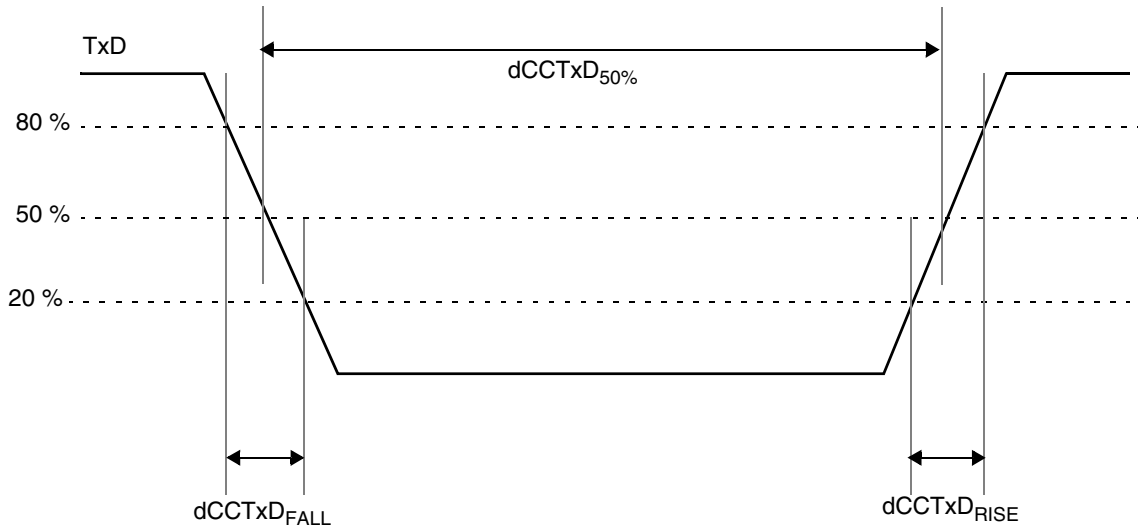 TxD
dCCTxD50%
80 %
50 %
20 %
dCCTxDFALL
dCCTxDRISE